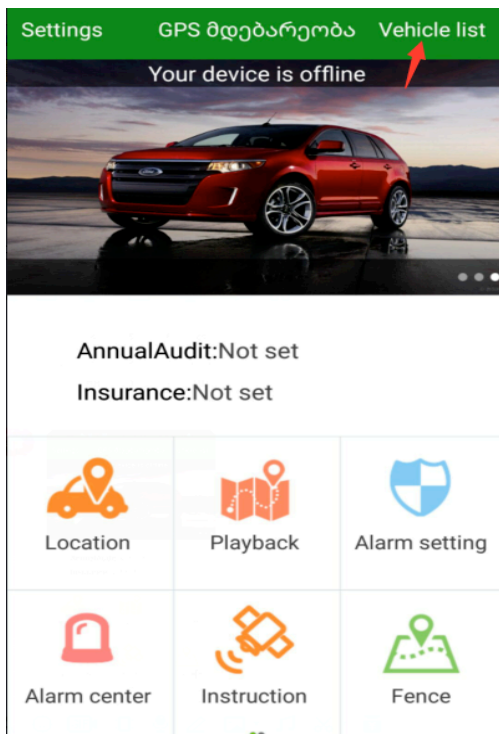 Settings GPS მდებარეობა Vehicle list
Your device is offline
Ford
AnnualAudit:Not set
Insurance:Not set
Location Playback Alarm setting
Alarm center Instruction Fence